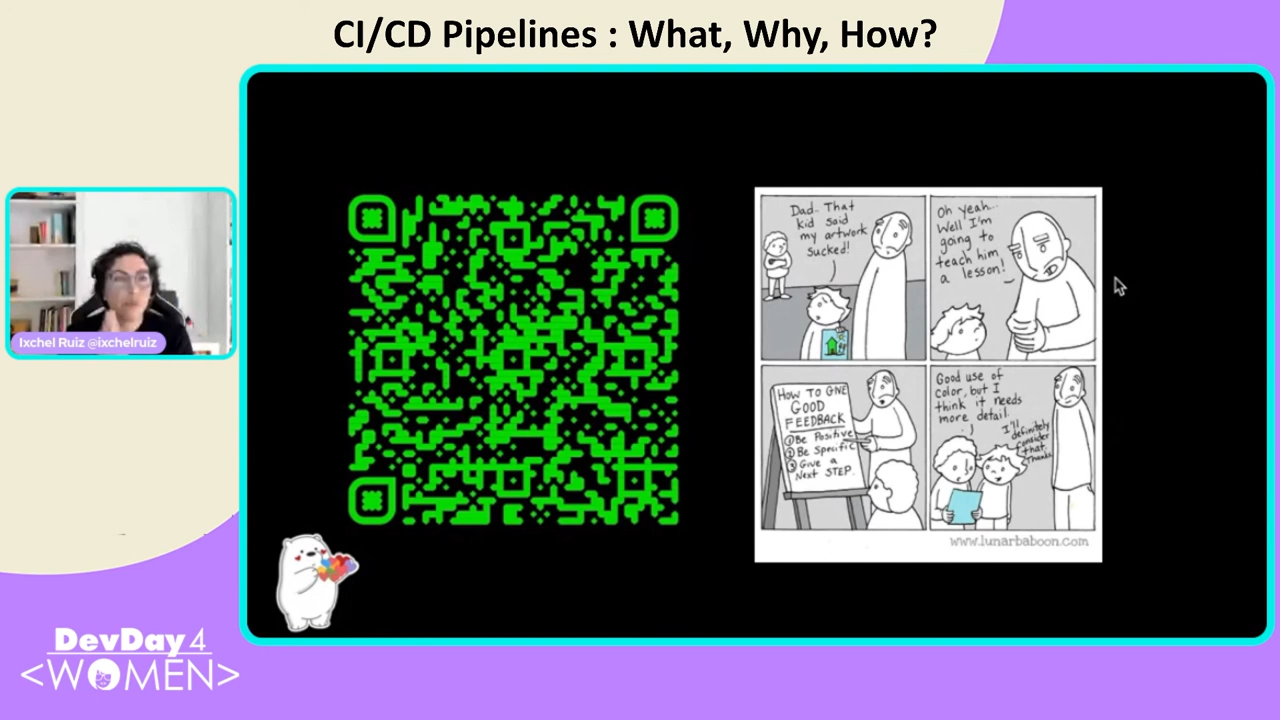 CI/CD Pipelines : What, Why, How?
Ixchel Ruiz @ixchelruiz
Dad.. That
kid said
my artwork
sucked!
Oh yeah...
Well I'm
going to
teach him
a lesson!
HOW TO GIVE
GOOD
FEEDBACK
① Be Positive
② Be Specific
③ Give a
Next STEP.
Good use of
color, but I
think it needs
more detail.
I'll
definitely
consider
that.
Thanks.
www.lunarbaboon.com
DevDay 4
<WOMEN>